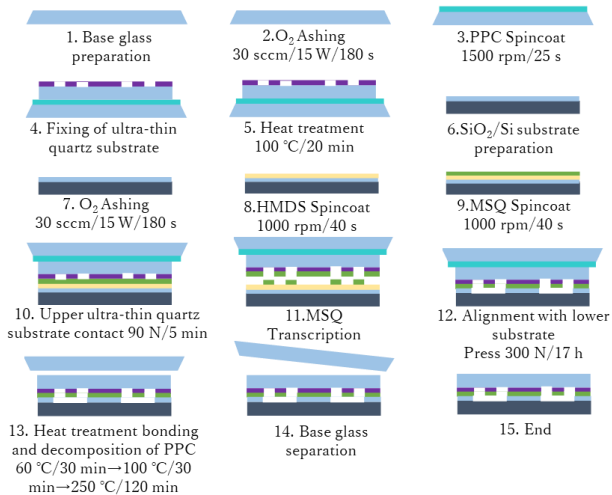 1. Base glass
preparation
2.O₂ Ashing
30 sccm/15 W/180 s
3.PPC Spincoat
1500 rpm/25 s
4. Fixing of ultra-thin
quartz substrate
5. Heat treatment
100 ℃/20 min
6.SiO₂/Si substrate
preparation
7. O₂ Ashing
30 sccm/15 W/180 s
8.HMDS Spincoat
1000 rpm/40 s
9.MSQ Spincoat
1000 rpm/40 s
10. Upper ultra-thin quartz
substrate contact 90 N/5 min
11.MSQ
Transcription
12. Alignment with lower
substrate
Press 300 N/17 h
13. Heat treatment bonding
and decomposition of PPC
60 ℃/30 min→100 ℃/30
min→250 ℃/120 min
14. Base glass
separation
15. End